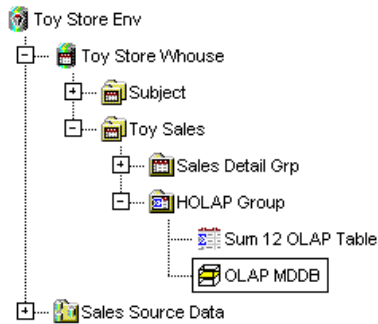 Toy Store Env
Toy Store Whouse
Subject
Toy Sales
Sales Detail Grp
HOLAP Group
Sum 12 OLAP Table
OLAP MDDB
Sales Source Data